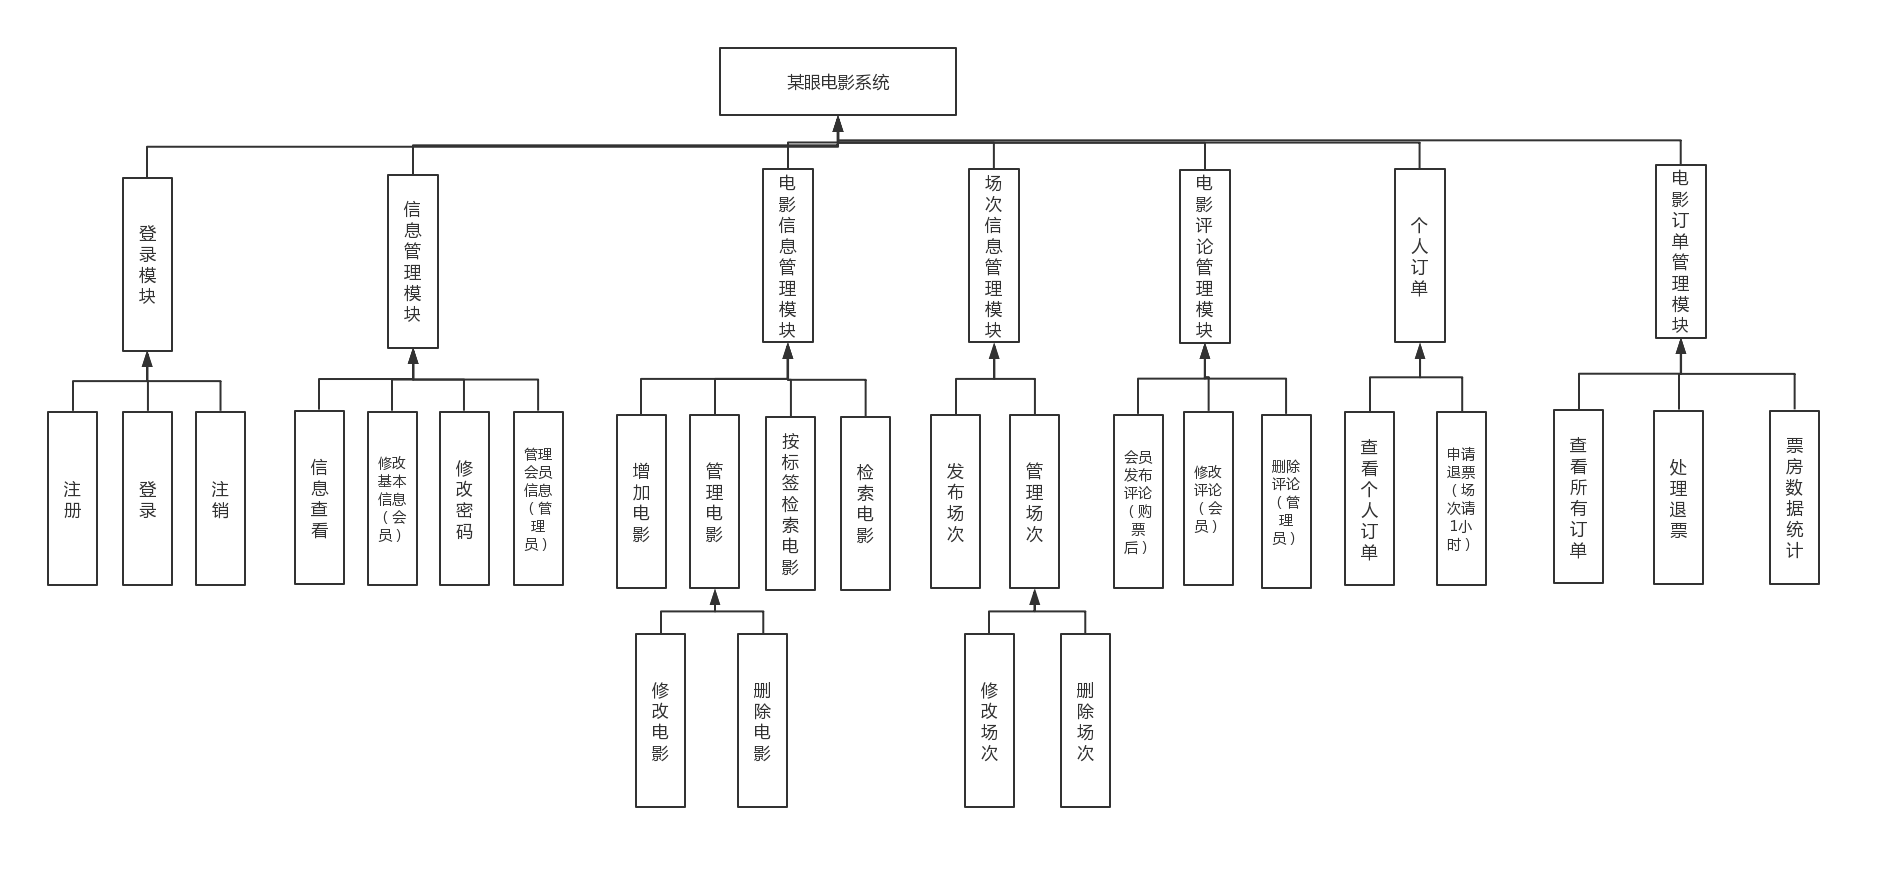 某眼电影系统
登录模块
信息管理模块
电影信息管理模块
场次信息管理模块
电影评论管理模块
个人订单
电影订单管理模块
注册
登录
注销
信息查看
修改
基本
信息
（会
员）
修改密码
管理
会员
信息
（管
理
员）
增加电影
管理电影
按标签检索电影
检索电影
发布场次
管理场次
会员
发布
评论
（购
票
后）
修改
评论
（会
员）
删除
评论
（管
理
员）
查看个人订单
申请
退票
（场
次请
1小
时）
查看所有订单
处理退票
票房数据统计
修改电影
删除电影
修改场次
删除场次